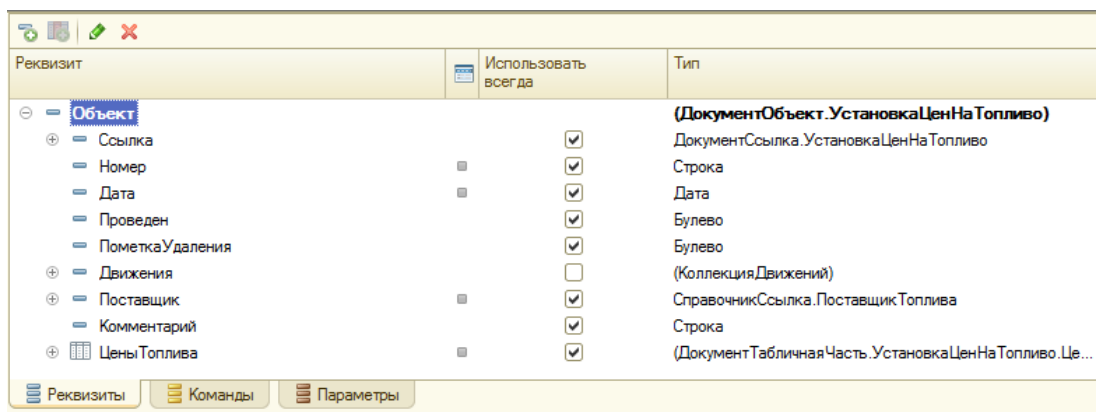 Реквизит Использовать всегда Тип
Объект (ДокументОбъект.УстановкаЦенНаТопливо)
Ссылка ДокументСсылка.УстановкаЦенНаТопливо
Номер Строка
Дата Дата
Проведен Булево
ПометкаУдаления Булево
Движения (КоллекцияДвижений)
Поставщик СправочникСсылка.ПоставщикТоплива
Комментарий Строка
ЦеныТоплива (ДокументТабличнаяЧасть.УстановкаЦенНаТопливо.Це...
Реквизиты Команды Параметры